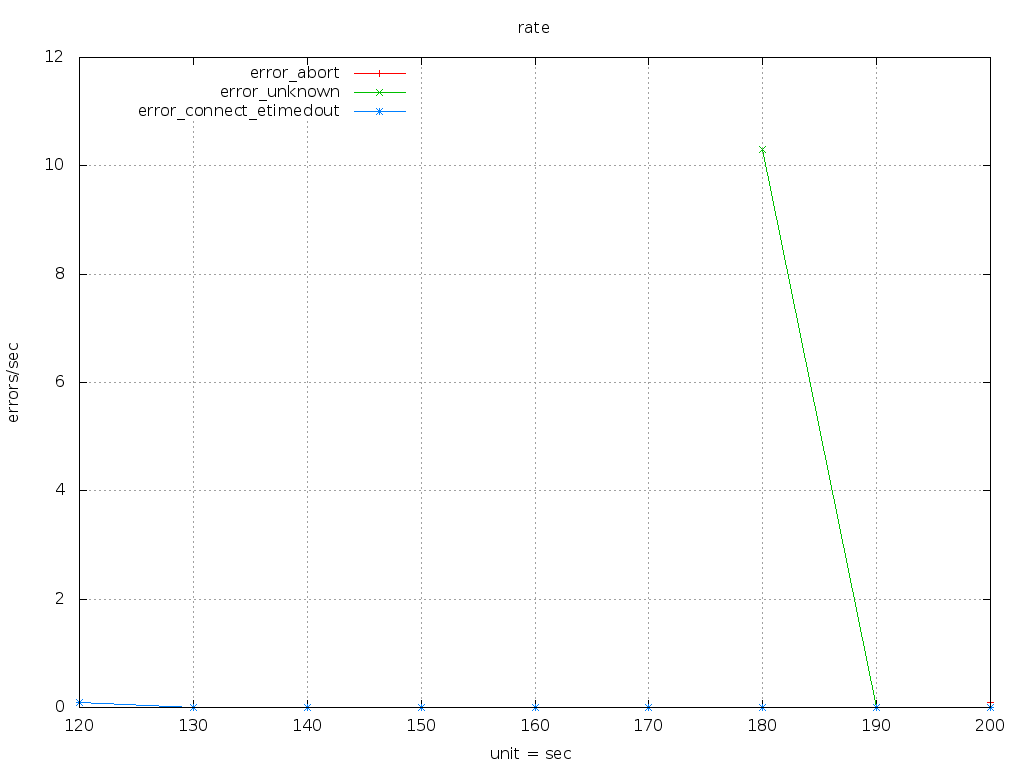 rate
error_abort
error_unknown
error_connect_etimedout
12
10
8
6
4
2
0
errors/sec
120 130 140 150 160 170 180 190 200
unit = sec